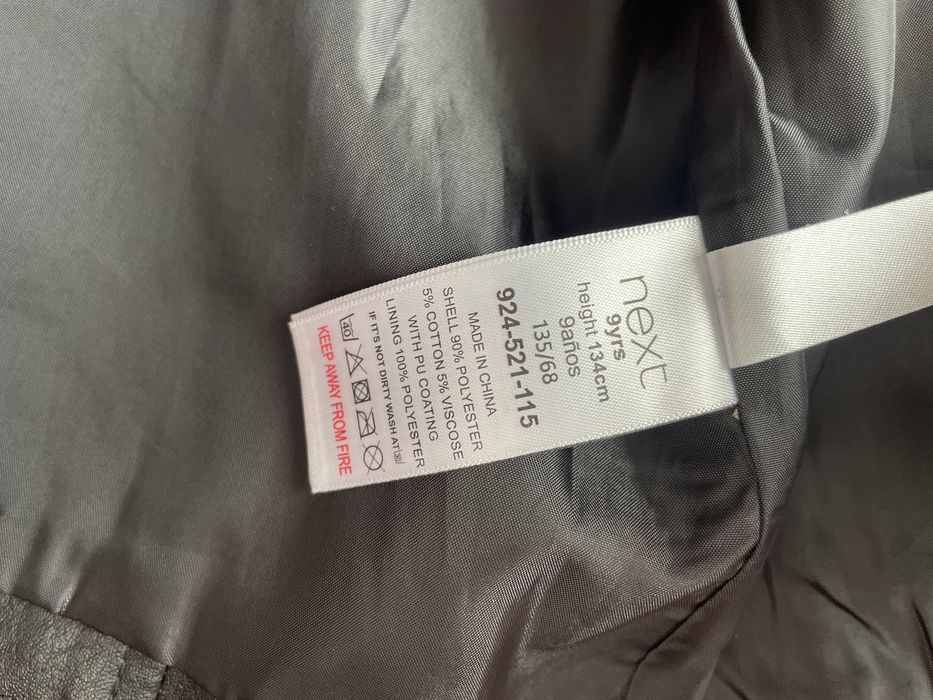 next
9yrs
height 134cm
9años
135/68
924-521-115
MADE IN CHINA
SHELL 90% POLYESTER
5% COTTON 5% VISCOSE
WITH PU COATING
LINING 100% POLYESTER
IF IT'S NOT DIRTY WASH AT
40
KEEP AWAY FROM FIRE